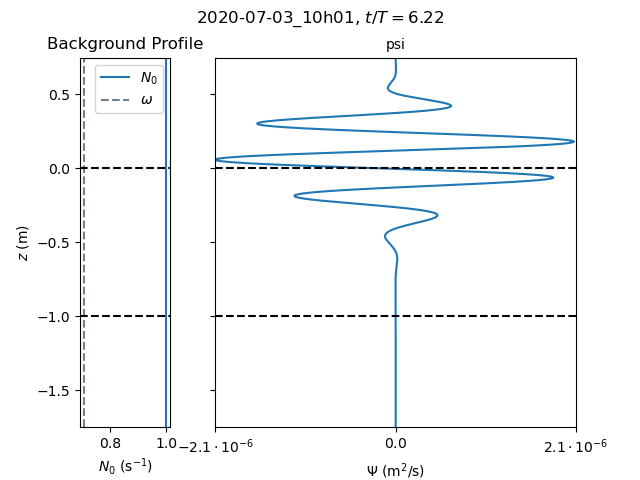 2020-07-03_10h01, t/T = 6.22
Background Profile
psi
N₀
ω
0.5
0.0
−0.5
−1.0
−1.5
z (m)
0.8
1.0
N₀ (s⁻¹)
−2.1 · 10⁻⁶
0.0
2.1 · 10⁻⁶
Ψ (m²/s)